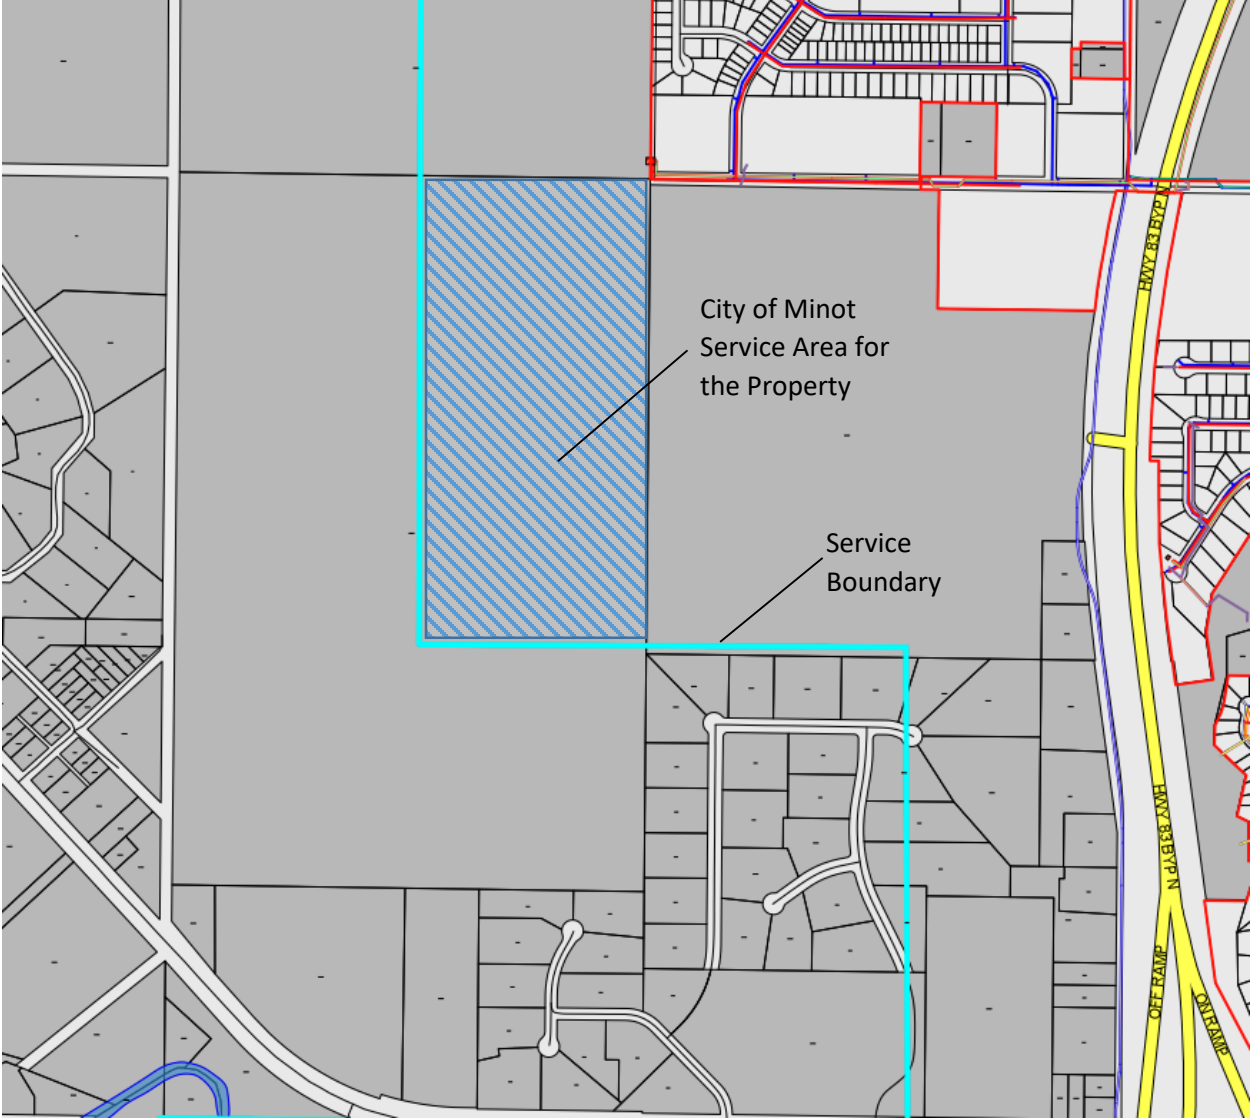 HWY 83 BYP N
City of Minot
Service Area for
the Property
Service
Boundary
HWY 83 BYP N
OFF RAMP
ON RAMP